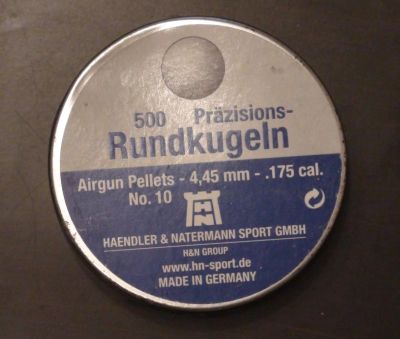 500 Präzisions-
Rundkugeln
Airgun Pellets - 4,45 mm - .175 cal.
No. 10
HN
HAENDLER & NATERMANN SPORT GMBH
H&N GROUP
www.hn-sport.de
MADE IN GERMANY